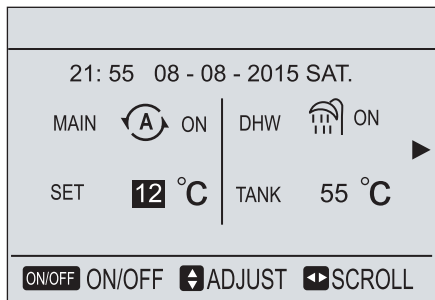 21: 55 08 - 08 - 2015 SAT.
MAIN A ON DHW ON
SET 12 °C TANK 55 °C
ON/OFF ON/OFF ADJUST SCROLL